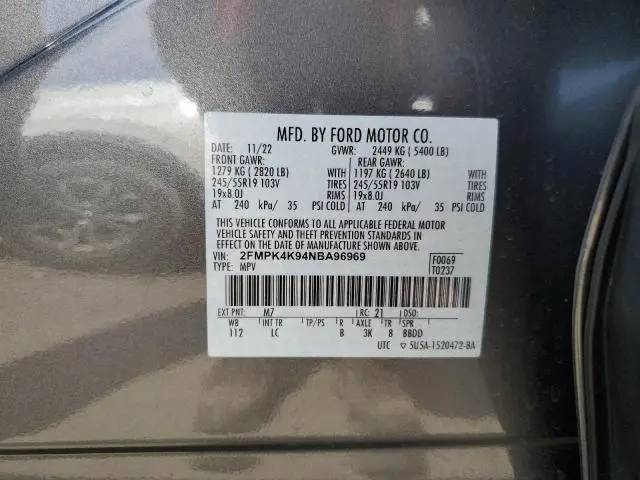 MFD. BY FORD MOTOR CO.
DATE: 11/22 GVWR: 2449 KG ( 5400 LB)
FRONT GAWR: REAR GAWR:
1279 KG ( 2820 LB) WITH 1197 KG ( 2640 LB) WITH
245/55R19 103V TIRES 245/55R19 103V TIRES
19x8.0J RIMS 19x8.0J RIMS
AT 240 kPa/ 35 PSI COLD AT 240 kPa/ 35 PSI COLD
THIS VEHICLE CONFORMS TO ALL APPLICABLE FEDERAL MOTOR
VEHICLE SAFETY AND THEFT PREVENTION STANDARDS IN
EFFECT ON THE DATE OF MANUFACTURE SHOWN ABOVE.
VIN: 2FMPK4K94NBA96969 F0069
TYPE: MPV T0237
EXT PNT: M7 RC: 21 DSO:
WB INT TR TP/PS R AXLE TR SPR
112 LC B 3K 8 BBDD
UTC ▽ 5U5A-1520472-BA